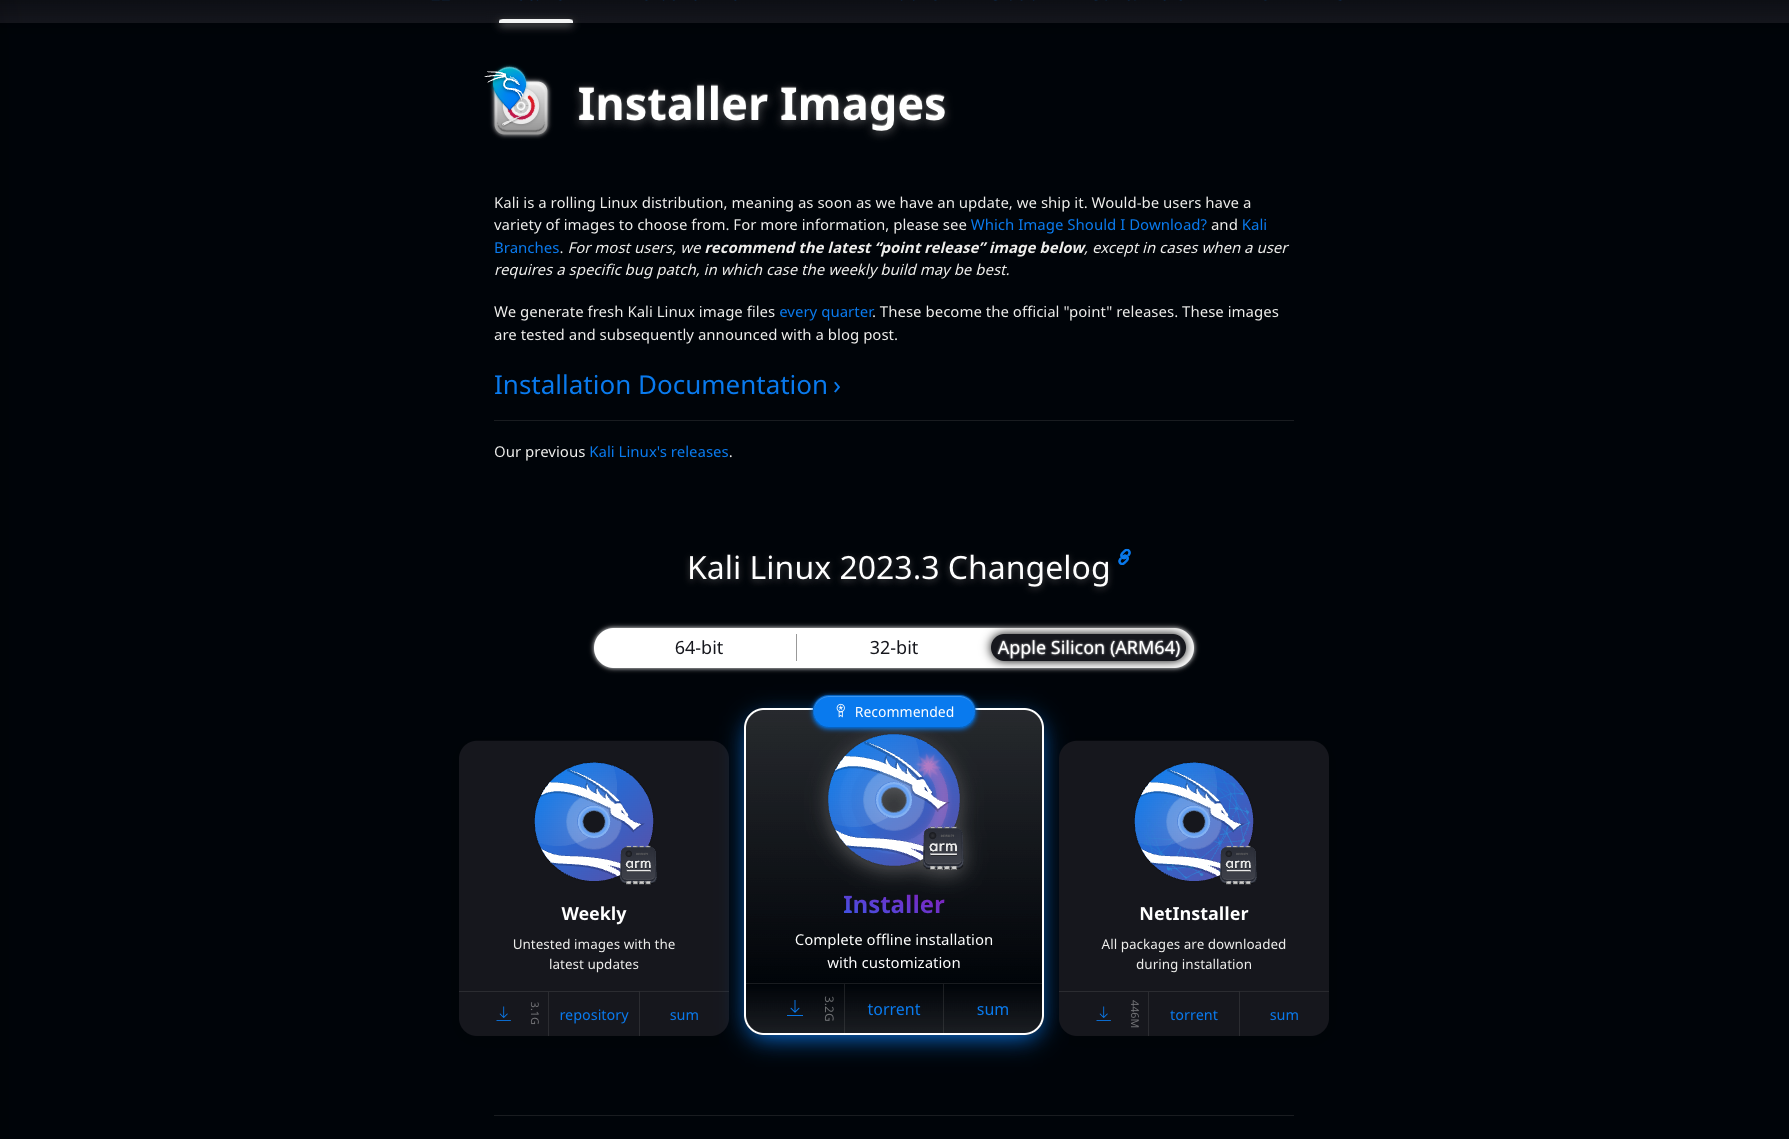 Installer Images
Kali is a rolling Linux distribution, meaning as soon as we have an update, we ship it. Would-be users have a
variety of images to choose from. For more information, please see Which Image Should I Download? and Kali
Branches. For most users, we recommend the latest “point release” image below, except in cases when a user
requires a specific bug patch, in which case the weekly build may be best.
We generate fresh Kali Linux image files every quarter. These become the official "point" releases. These images
are tested and subsequently announced with a blog post.
Installation Documentation ›
Our previous Kali Linux's releases.
Kali Linux 2023.3 Changelog
64-bit
32-bit
Apple Silicon (ARM64)
arm
Weekly
Untested images with the
latest updates
3.1G
repository
sum
Recommended
arm
Installer
Complete offline installation
with customization
3.2G
torrent
sum
arm
NetInstaller
All packages are downloaded
during installation
446M
torrent
sum